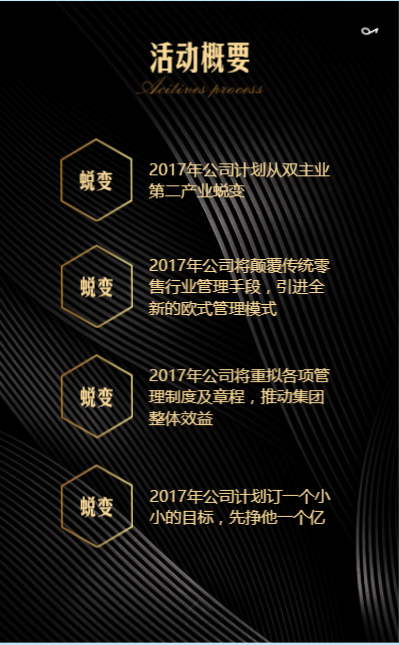 活动概要
Acitives process
蜕变
2017年公司计划从双主业
第二产业蜕变
蜕变
2017年公司将颠覆传统零
售行业管理手段，引进全
新的欧式管理模式
蜕变
2017年公司将重拟各项管
理制度及章程，推动集团
整体效益
蜕变
2017年公司计划订一个小
小的目标，先挣他一个亿